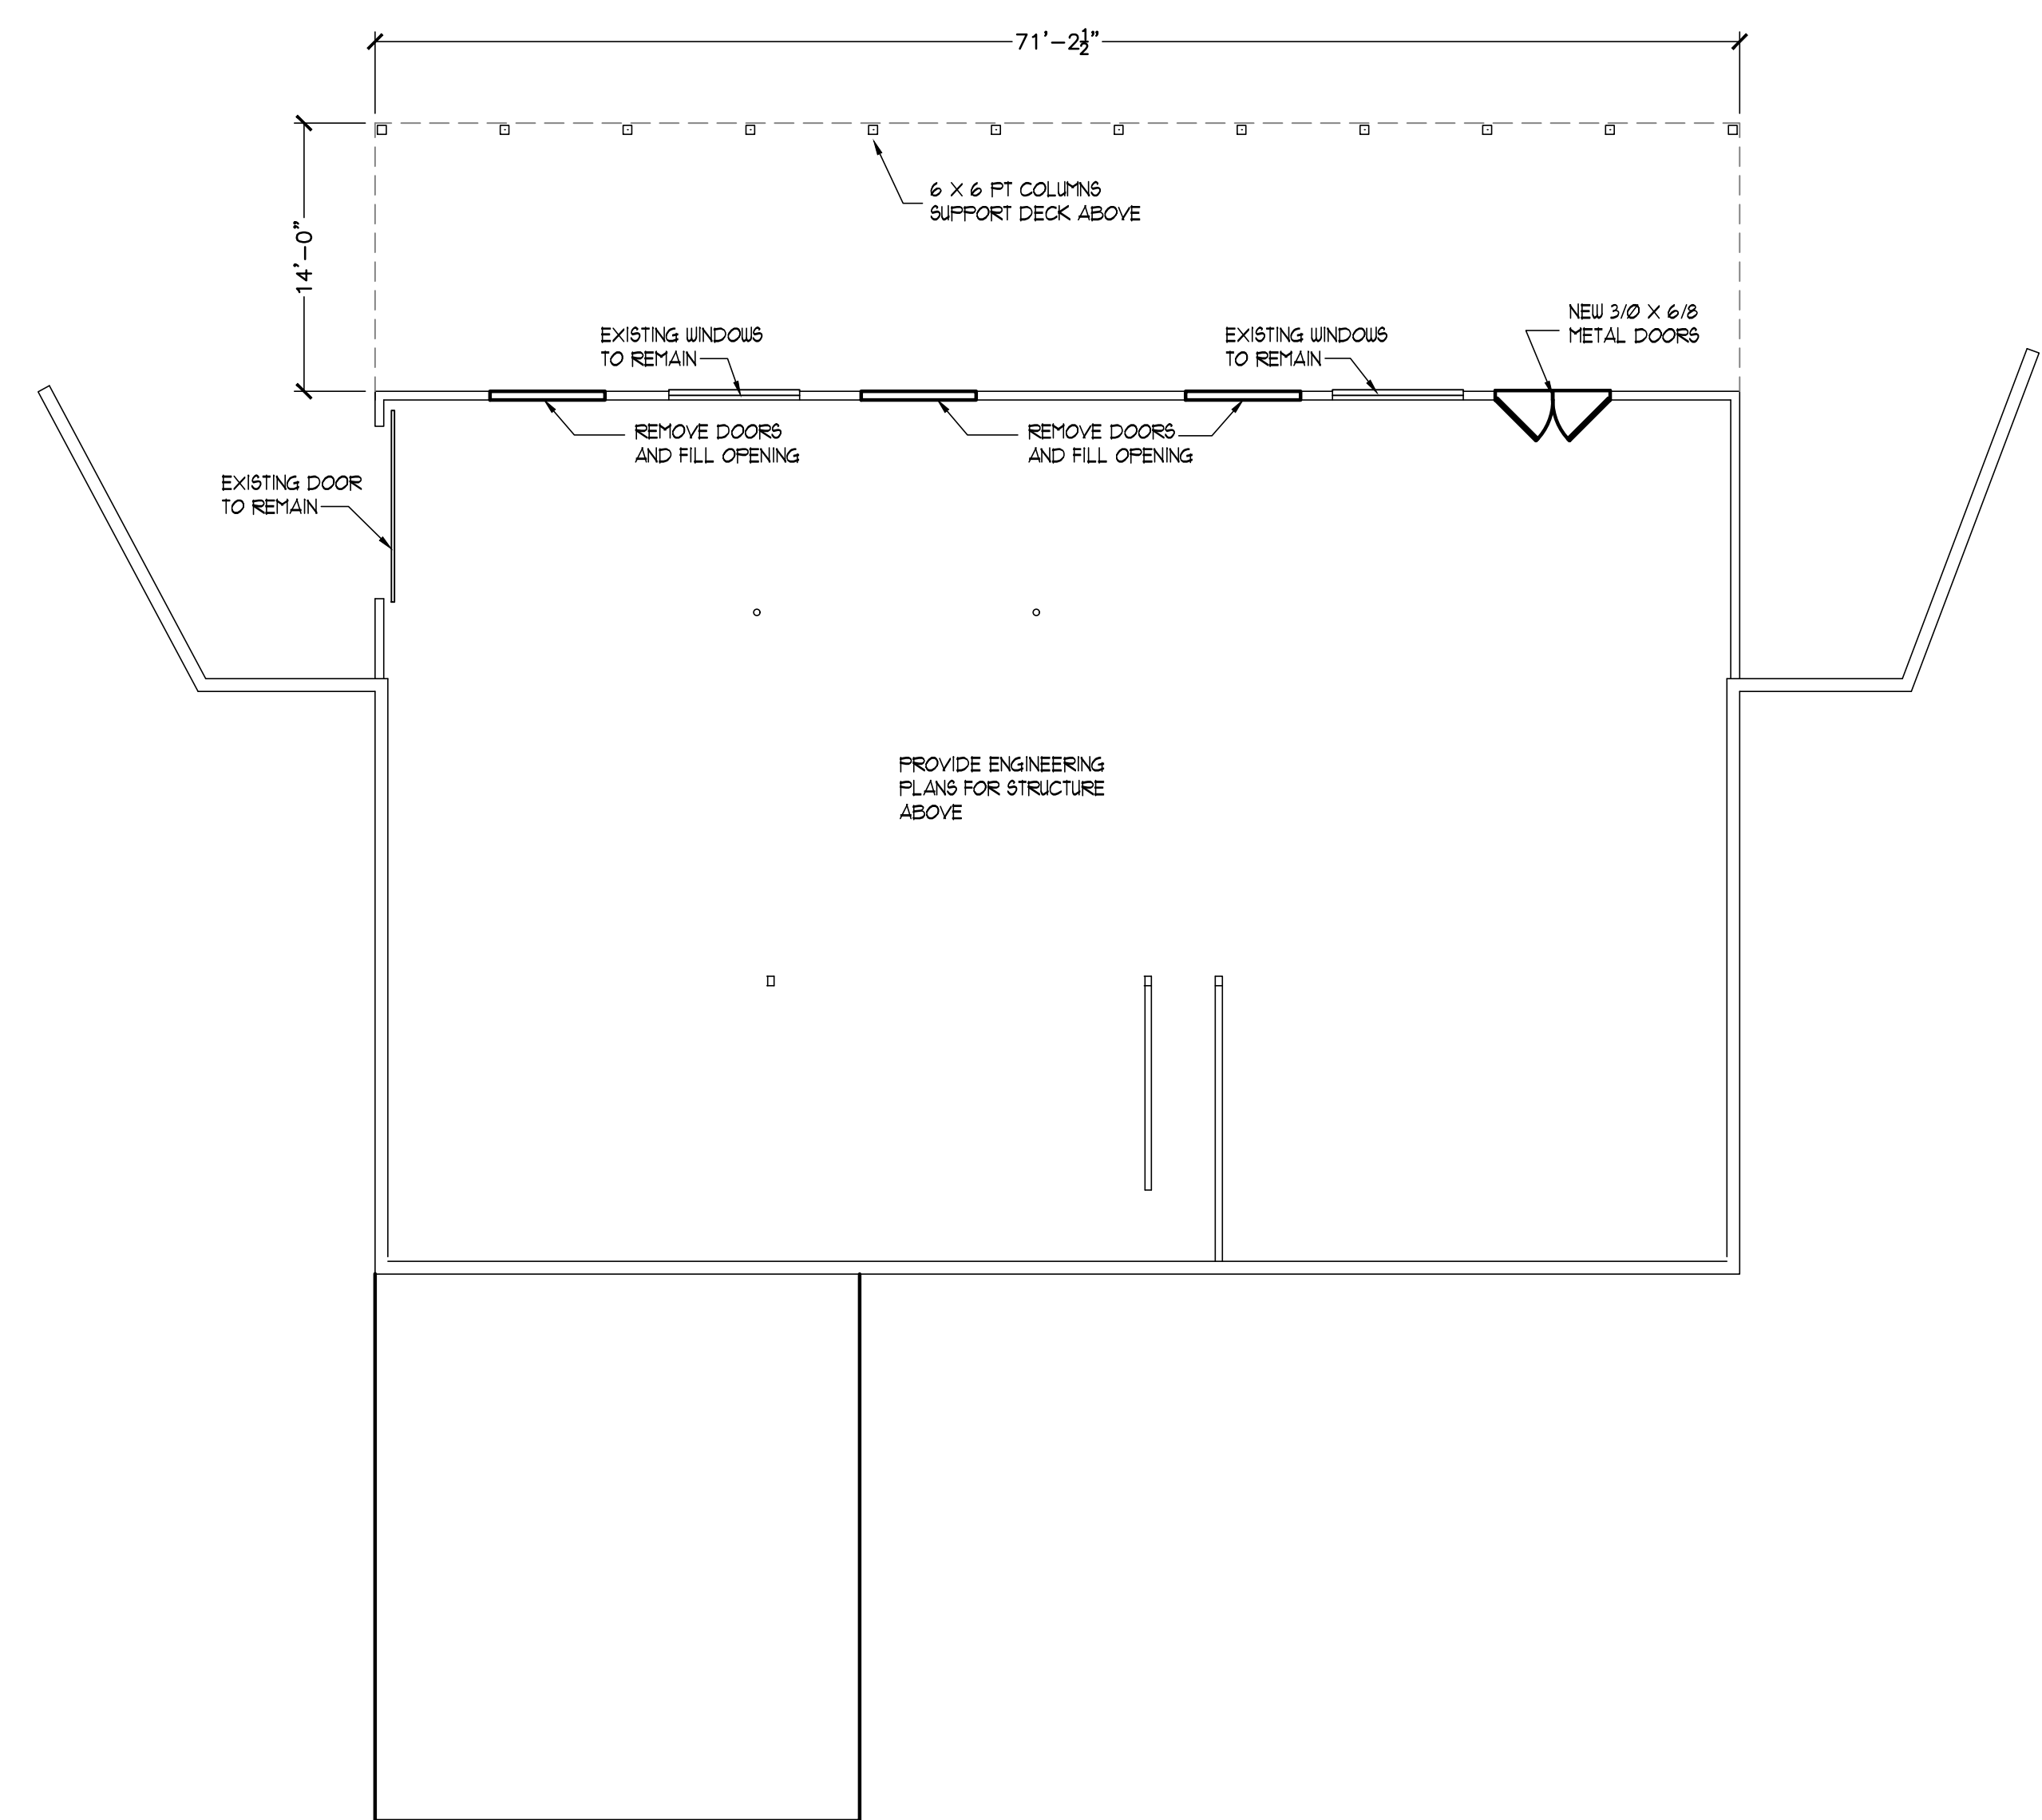 71'-2½"
14'-0"
6 X 6 PT COLUMNS
SUPPORT DECK ABOVE
NEW 3/Ø X 6/8
METAL DOORS
EXISTING WINDOWS
TO REMAIN
EXISTING WINDOWS
TO REMAIN
REMOVE DOORS
AND FILL OPENING
REMOVE DOORS
AND FILL OPENING
EXISTING DOOR
TO REMAIN
PROVIDE ENGINEERING
PLANS FOR STRUCTURE
ABOVE